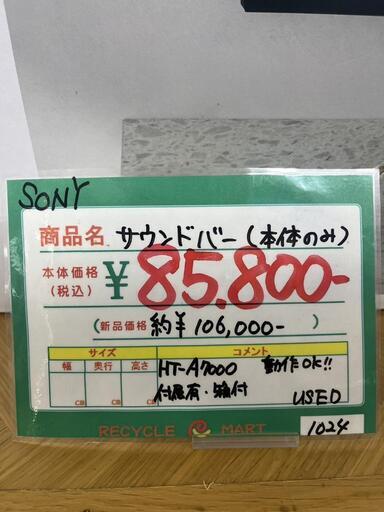 SONY
商品名 サウンドバー(本体のみ)
本体価格
(税込) ¥85.800-
(新品価格 約¥106,000-)
サイズ コメント
幅 奥行 高さ HT-A7000 動作OK!!
付属有・箱付
cm cm cm USED
RECYCLE MART 1024